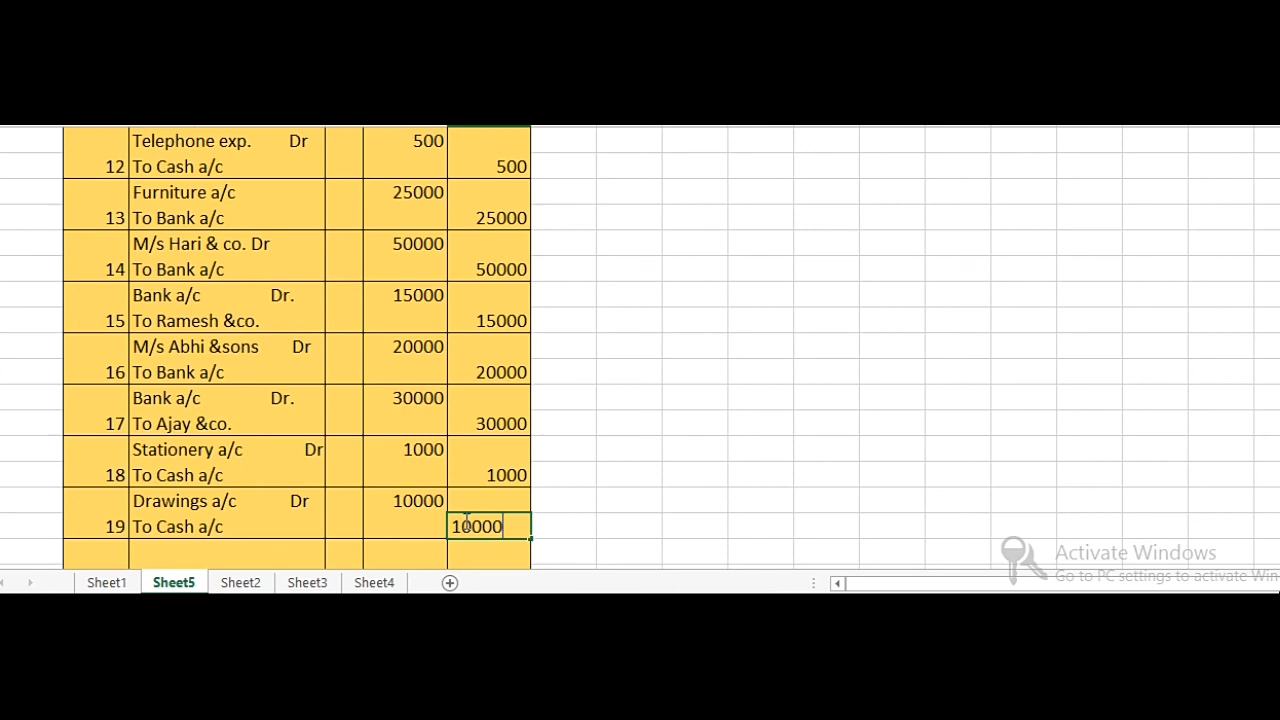 Telephone exp. Dr 500
12 To Cash a/c 500
Furniture a/c 25000
13 To Bank a/c 25000
M/s Hari & co. Dr 50000
14 To Bank a/c 50000
Bank a/c Dr. 15000
15 To Ramesh &co. 15000
M/s Abhi &sons Dr 20000
16 To Bank a/c 20000
Bank a/c Dr. 30000
17 To Ajay &co. 30000
Stationery a/c Dr 1000
18 To Cash a/c 1000
Drawings a/c Dr 10000
19 To Cash a/c 10000
Activate Windows
Go to PC settings to activate Win
Sheet1 Sheet5 Sheet2 Sheet3 Sheet4